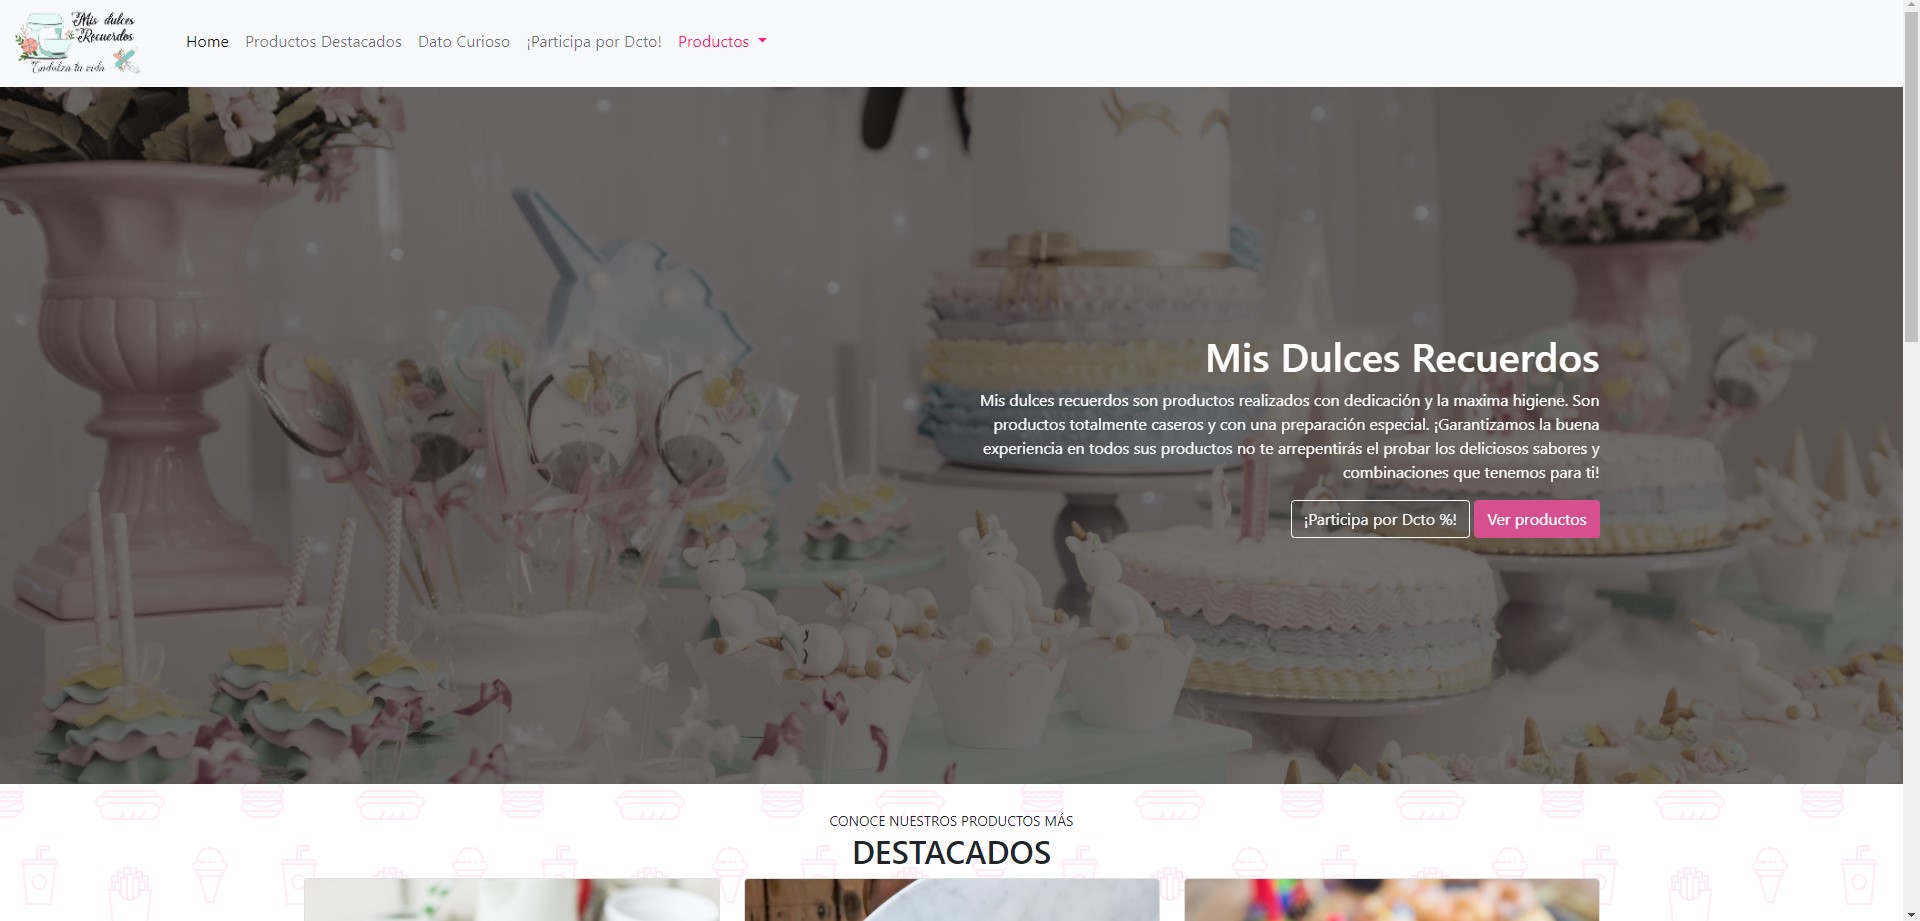 Mis dulces
Recuerdos
Endulza tu vida
Home Productos Destacados Dato Curioso ¡Participa por Dcto! Productos
Mis Dulces Recuerdos
Mis dulces recuerdos son productos realizados con dedicación y la maxima higiene. Son
productos totalmente caseros y con una preparación especial. ¡Garantizamos la buena
experiencia en todos sus productos no te arrepentirás el probar los deliciosos sabores y
combinaciones que tenemos para ti!
¡Participa por Dcto %! Ver productos
CONOCE NUESTROS PRODUCTOS MÁS
DESTACADOS